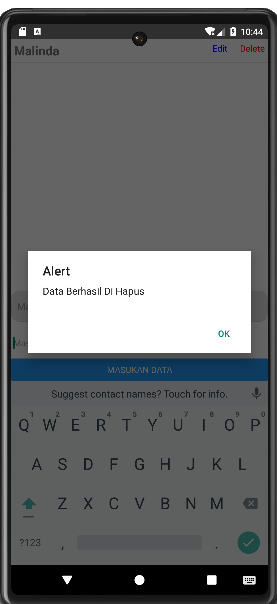 10:44
Malinda
Edit
Delete
Alert
Data Berhasil Di Hapus
OK
MASUKAN DATA
Suggest contact names? Touch for info.
1 2 3 4 5 6 7 8 9 0
Q W E R T Y U I O P
A S D F G H J K L
Z X C V B N M
?123 , .